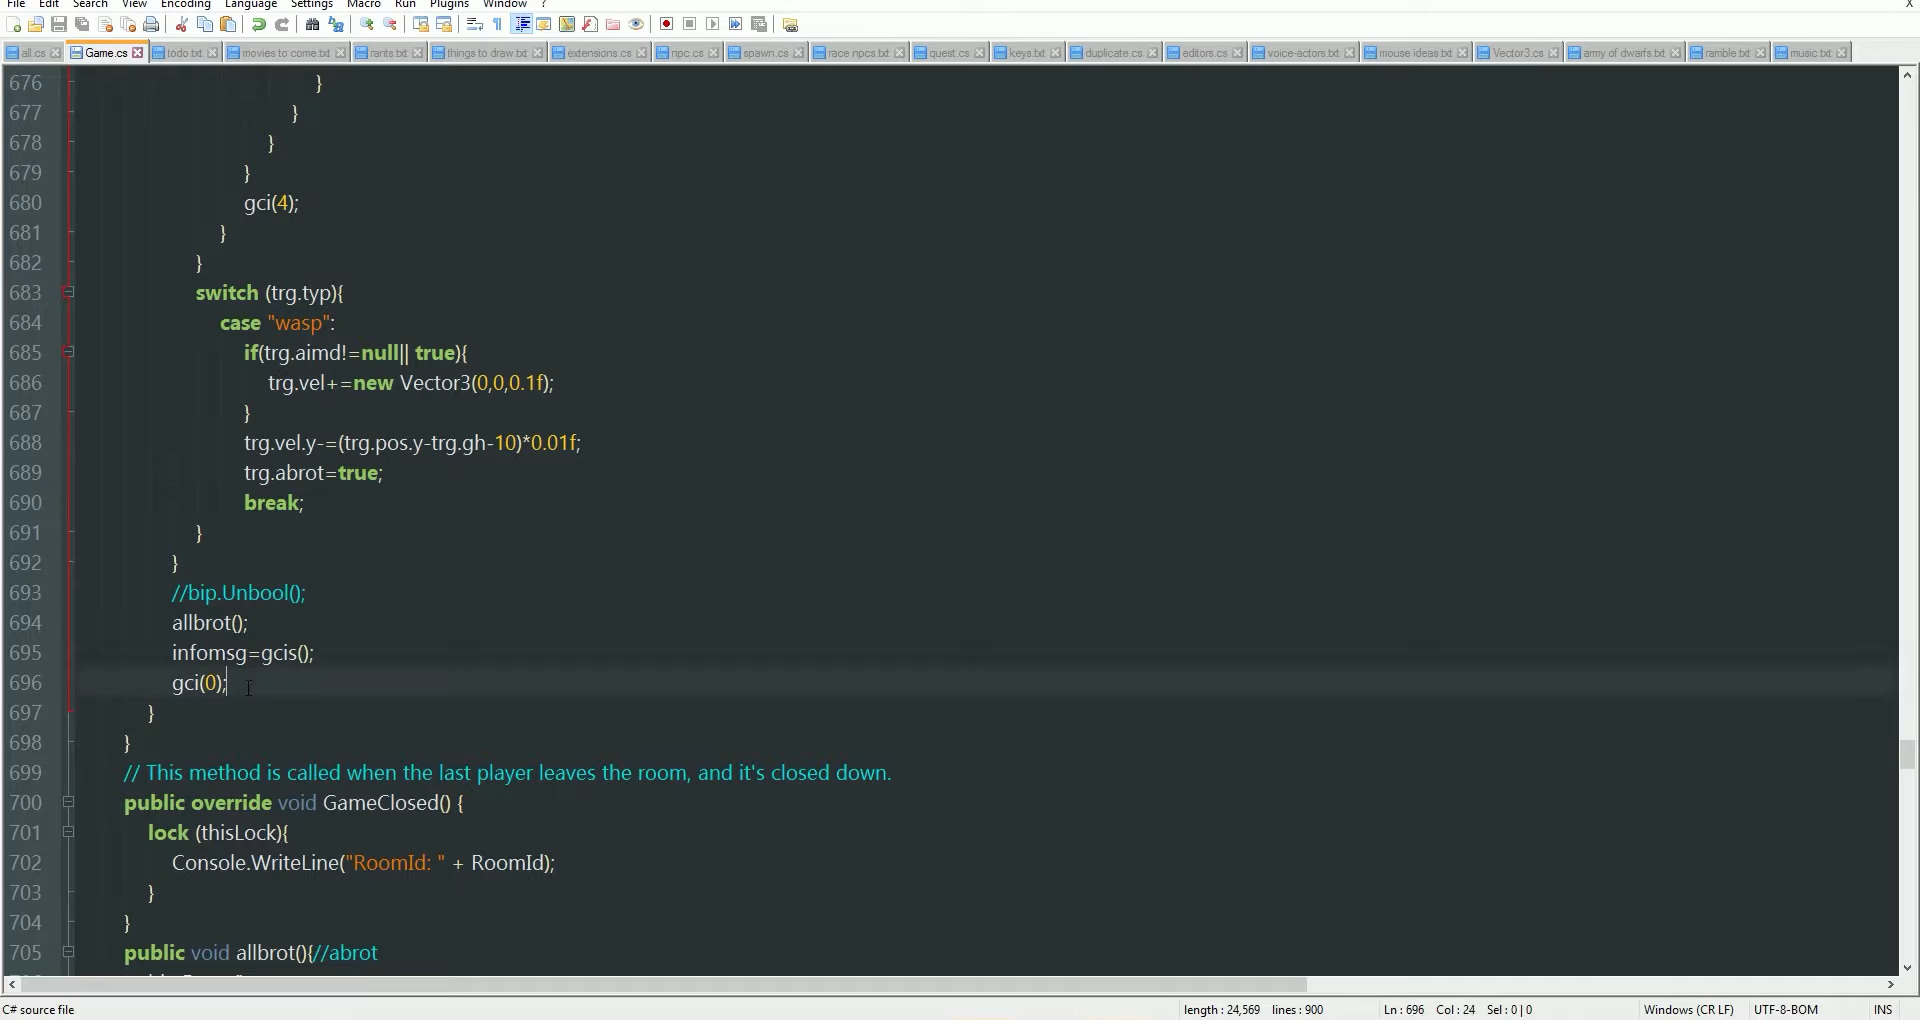 File Edit Search View Encoding Language Settings Macro Run Plugins Window ? X
all.cs Game.cs todo.txt movies to come.txt rants.txt things to draw.txt extensions.cs npc.cs spawn.cs race npcs.txt quest.cs keys.txt duplicate.cs editors.cs voice-actors.txt mouse ideas.txt Vector3.cs army of dwarfs.txt ramble.txt music.txt
676 }
677 }
678 }
679 }
680 gci(4);
681 }
682 }
683 switch (trg.typ){
684 case "wasp":
685 if(trg.aimd!=null|| true){
686 trg.vel+=new Vector3(0,0,0.1f);
687 }
688 trg.vel.y-=(trg.pos.y-trg.gh-10)*0.01f;
689 trg.abrot=true;
690 break;
691 }
692 }
693 //bip.Unbool();
694 allbrot();
695 infomsg=gcis();
696 gci(0);
697 }
698 }
699 // This method is called when the last player leaves the room, and it's closed down.
700 public override void GameClosed() {
701 lock (thisLock){
702 Console.WriteLine("RoomId: " + RoomId);
703 }
704 }
705 public void allbrot(){//abrot
C# source file length : 24,569 lines : 900 Ln : 696 Col : 24 Sel : 0 | 0 Windows (CR LF) UTF-8-BOM INS